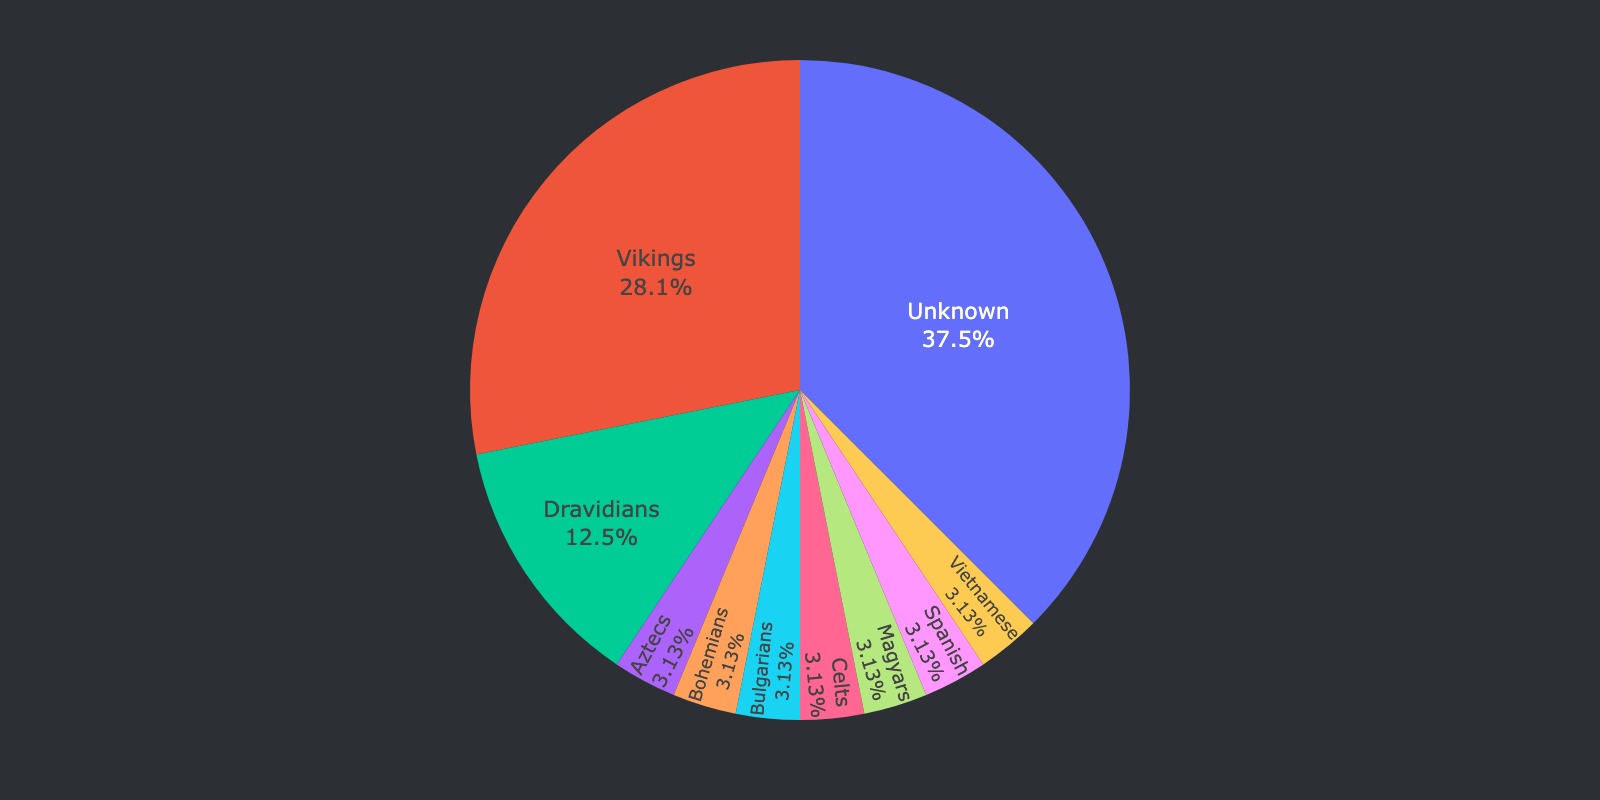 Unknown
37.5%
Vikings
28.1%
Dravidians
12.5%
Aztecs
3.13%
Bohemians
3.13%
Bulgarians
3.13%
Celts
3.13%
Magyars
3.13%
Spanish
3.13%
Vietnamese
3.13%